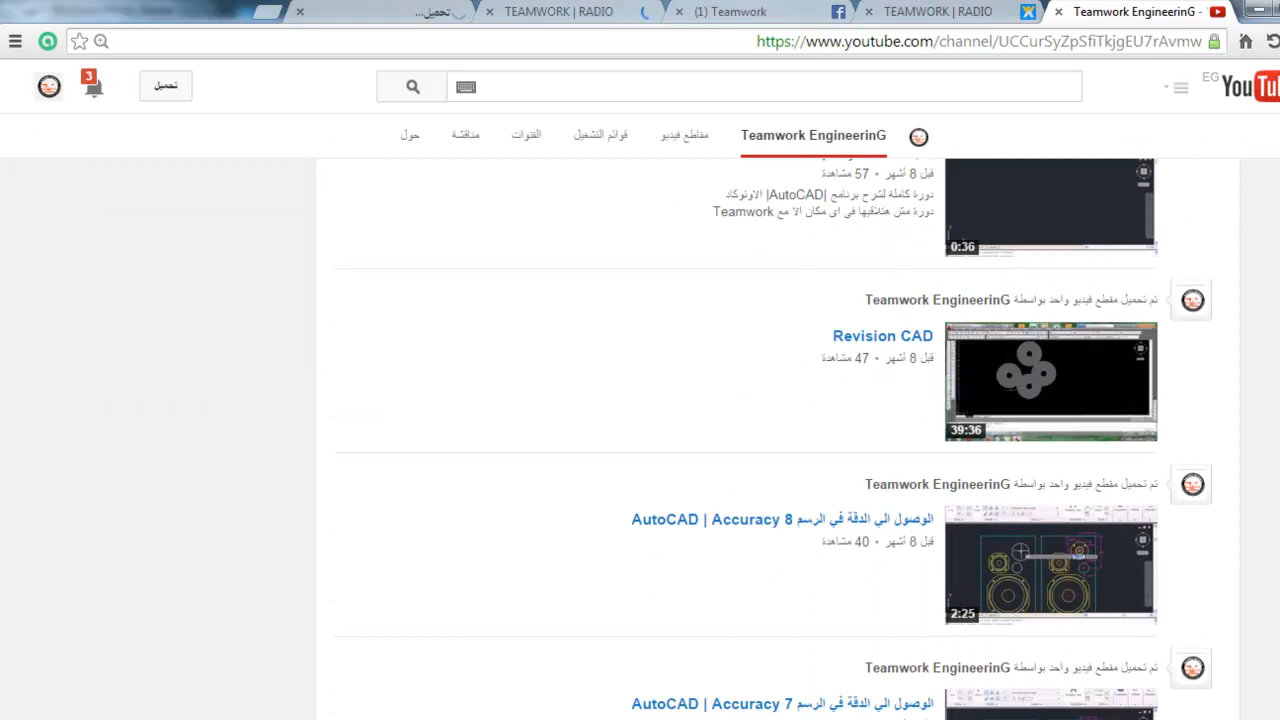 تحميل...
TEAMWORK | RADIO
(1) Teamwork
TEAMWORK | RADIO
Teamwork EngineerinG -
https://www.youtube.com/channel/UCCurSyZpSfiTkjgEU7rAvmw
3
تحميل
EG
YouTu
Teamwork EngineerinG
مقاطع فيديو
قوائم التشغيل
القنوات
مناقشة
حول
قبل 8 أشهر • 57 مشاهدة
دورة كاملة لشرح برنامج |AutoCAD| الاوتوكاد
دورة مش هتلاقيها فى اى مكان الا مع Teamwork
0:36
تم تحميل مقطع فيديو واحد بواسطة Teamwork EngineerinG
Revision CAD
قبل 8 أشهر • 47 مشاهدة
39:36
تم تحميل مقطع فيديو واحد بواسطة Teamwork EngineerinG
الوصول الي الدقة في الرسم AutoCAD | Accuracy 8
قبل 8 أشهر • 40 مشاهدة
2:25
تم تحميل مقطع فيديو واحد بواسطة Teamwork EngineerinG
الوصول الي الدقة في الرسم AutoCAD | Accuracy 7